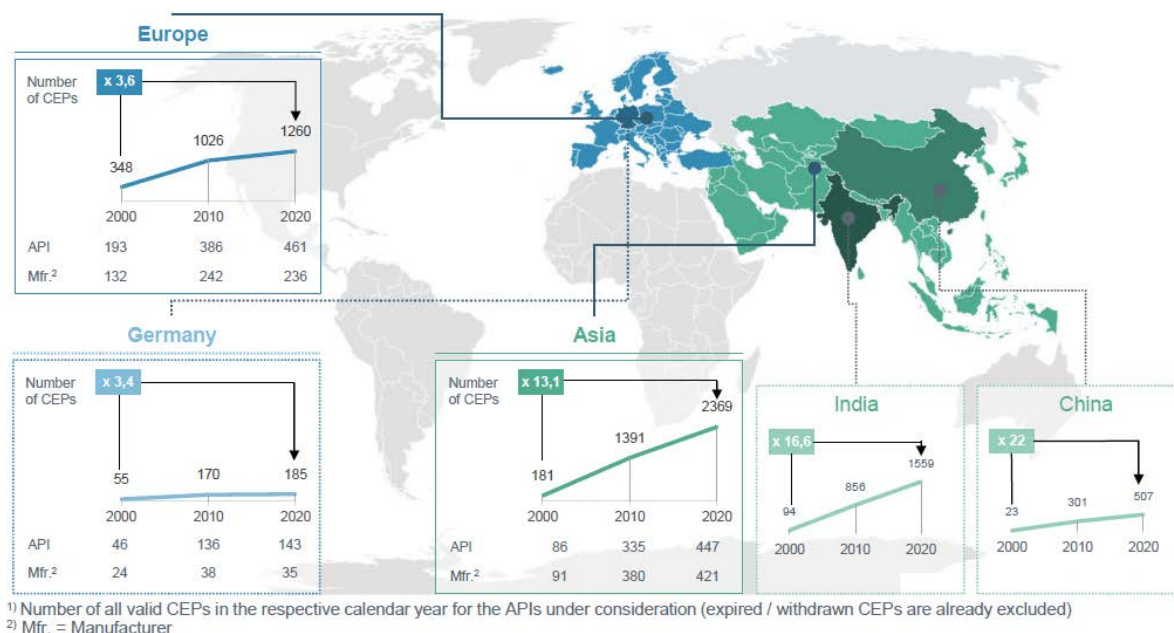 Europe
Number
of CEPs
x 3,6
348
1026
1260
2000 2010 2020
API 193 386 461
Mfr.² 132 242 236
Germany
Number
of CEPs
x 3,4
55
170
185
2000 2010 2020
API 46 136 143
Mfr.² 24 38 35
Asia
Number
of CEPs
x 13,1
181
1391
2369
2000 2010 2020
API 86 335 447
Mfr.² 91 380 421
India
x 16,6
94
856
1559
2000 2010 2020
China
x 22
23
301
507
2000 2010 2020
¹⁾ Number of all valid CEPs in the respective calendar year for the APIs under consideration (expired / withdrawn CEPs are already excluded)
²⁾ Mfr. = Manufacturer